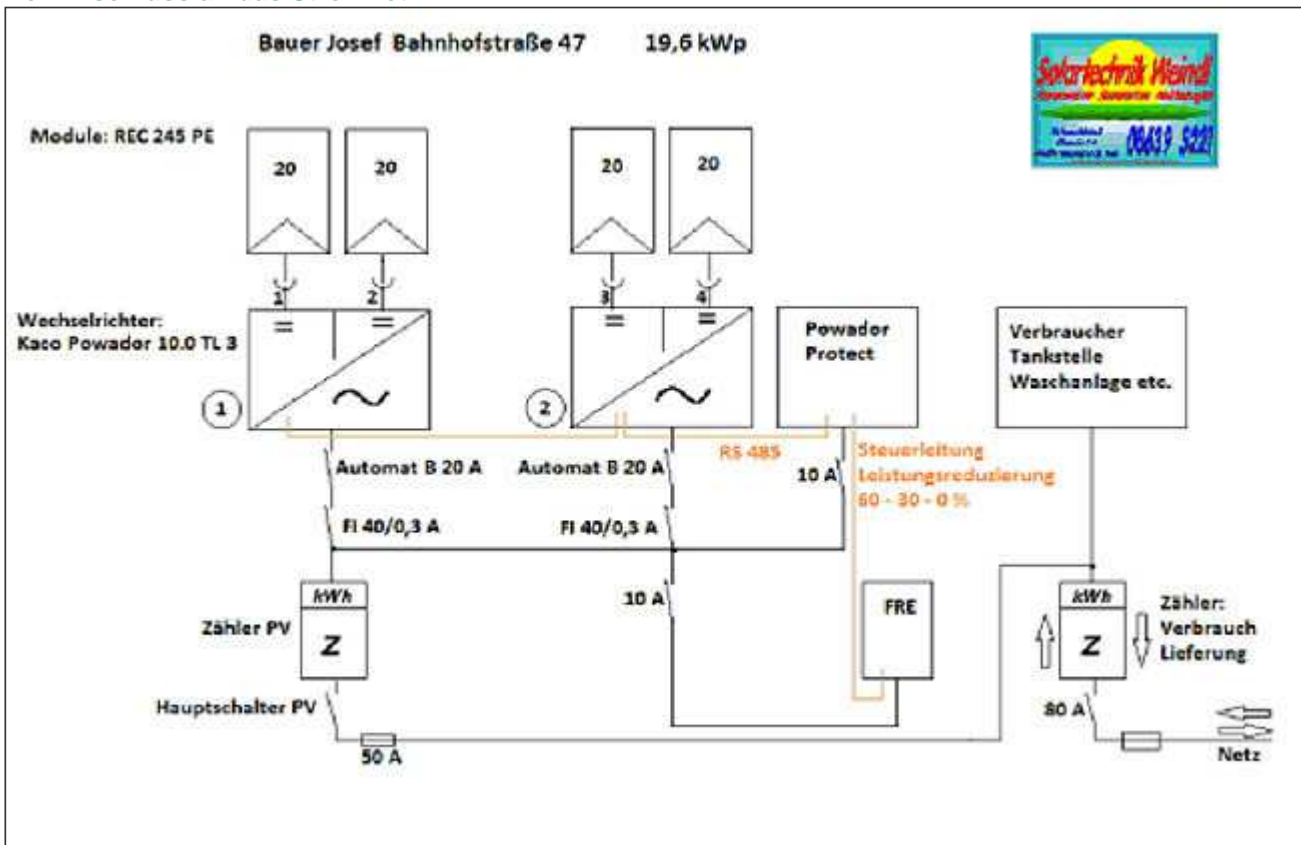 Bauer Josef Bahnhofstraße 47 19,6 kWp
Solartechnik Weindl
08639 5227
Module: REC 245 PE
20
20
20
20
1
2
3
4
Wechselrichter:
Kaco Powador 10.0 TL 3
1
2
Powador
Protect
Verbraucher
Tankstelle
Waschanlage etc.
RS 485
Steuerleitung
Leistungsreduzierung
60 - 30 - 0 %
Automat B 20 A
Automat B 20 A
10 A
FI 40/0,3 A
FI 40/0,3 A
kWh
Z
Zähler PV
10 A
FRE
kWh
Z
Zähler:
Verbrauch
Lieferung
Hauptschalter PV
50 A
80 A
Netz